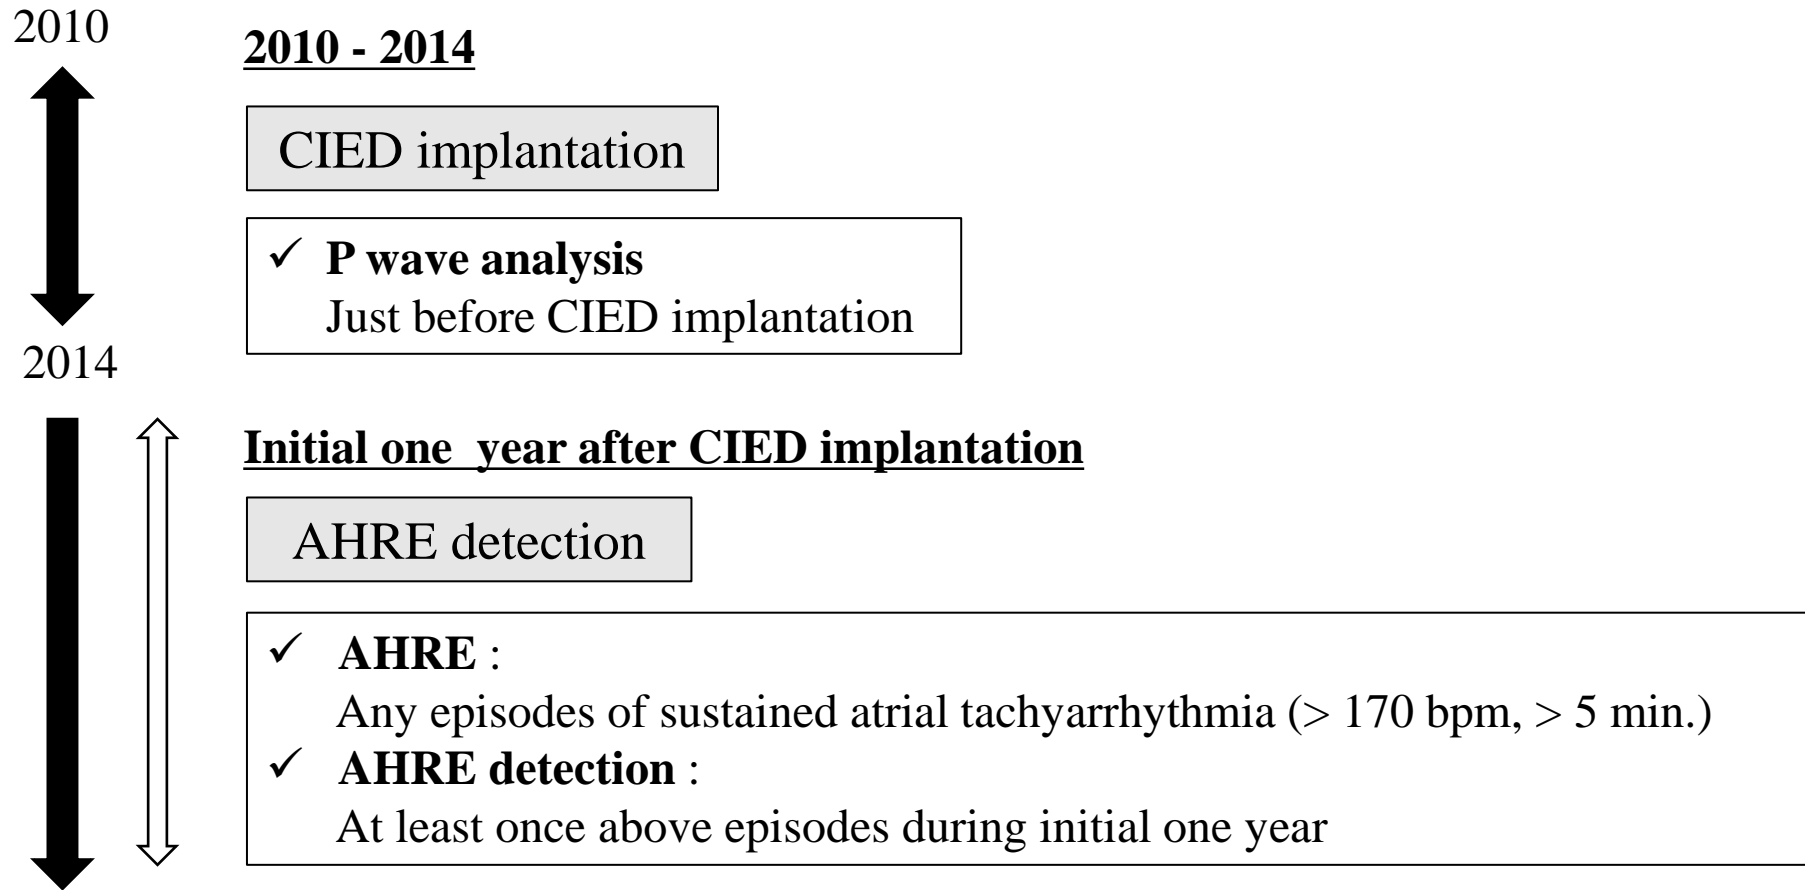 2010
2010 - 2014
CIED implantation
✓ P wave analysis
Just before CIED implantation
2014
Initial one  year after CIED implantation
AHRE detection
✓ AHRE :
Any episodes of sustained atrial tachyarrhythmia (> 170 bpm, > 5 min.)
✓ AHRE detection :
At least once above episodes during initial one year